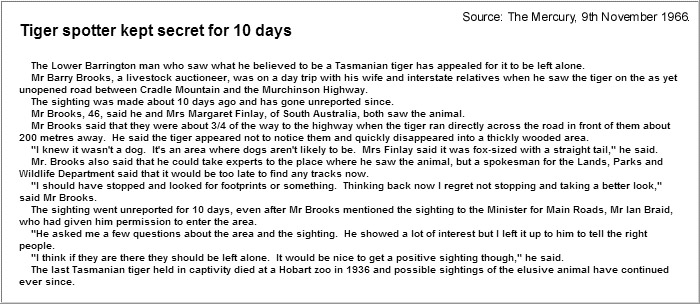 Source: The Mercury, 9th November 1966.
Tiger spotter kept secret for 10 days
The Lower Barrington man who saw what he believed to be a Tasmanian tiger has appealed for it to be left alone.
Mr Barry Brooks, a livestock auctioneer, was on a day trip with his wife and interstate relatives when he saw the tiger on the as yet
unopened road between Cradle Mountain and the Murchinson Highway.
The sighting was made about 10 days ago and has gone unreported since.
Mr Brooks, 46, said he and Mrs Margaret Finlay, of South Australia, both saw the animal.
Mr Brooks said that they were about 3/4 of the way to the highway when the tiger ran directly across the road in front of them about
200 metres away. He said the tiger appeared not to notice them and quickly disappeared into a thickly wooded area.
"I knew it wasn't a dog. It's an area where dogs aren't likely to be. Mrs Finlay said it was fox-sized with a straight tail," he said.
Mr. Brooks also said that he could take experts to the place where he saw the animal, but a spokesman for the Lands, Parks and
Wildlife Department said that it would be too late to find any tracks now.
"I should have stopped and looked for footprints or something. Thinking back now I regret not stopping and taking a better look,"
said Mr Brooks.
The sighting went unreported for 10 days, even after Mr Brooks mentioned the sighting to the Minister for Main Roads, Mr Ian Braid,
who had given him permission to enter the area.
"He asked me a few questions about the area and the sighting. He showed a lot of interest but I left it up to him to tell the right
people.
"I think if they are there they should be left alone. It would be nice to get a positive sighting though," he said.
The last Tasmanian tiger held in captivity died at a Hobart zoo in 1936 and possible sightings of the elusive animal have continued
ever since.